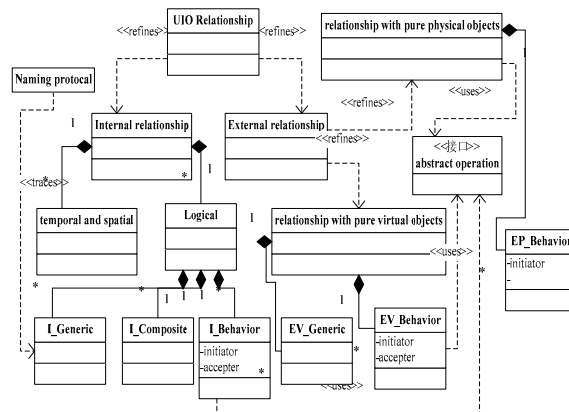 UIO Relationship
<<refines>>
<<refines>>
relationship with pure physical objects
1
Naming protocal
<<refines>>
<<uses>>
1
Internal relationship
*
External relationship
<<refines>>
<<接口>>
abstract operation
1
<<traces>>
*
temporal and spatial
Logical
1
relationship with pure virtual objects
<<uses>>
EP_Behavior
-initiator
-
*
*
*
1
1
1
1
*
I_Generic
I_Composite
I_Behavior
-initiator
-accepter
*
EV_Generic
*
EV_Behavior
-initiator
-accepter
<<uses>>